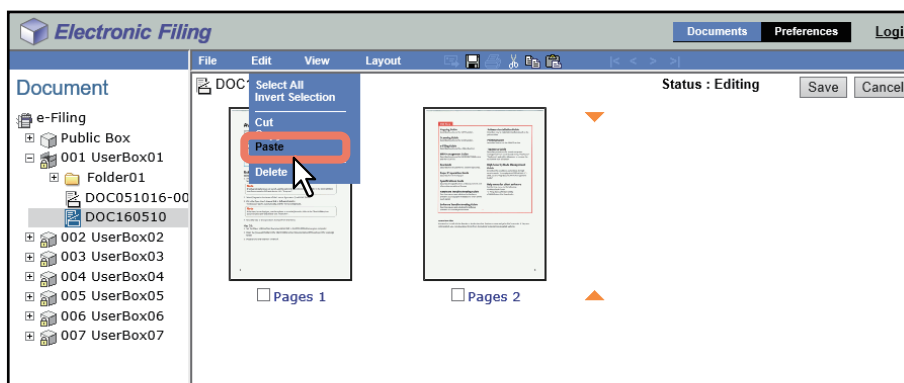 Electronic Filing
Documents
Preferences
Logi
File Edit View Layout
Document
DOC1
Status : Editing
Save
Cancel
e-Filing
Public Box
001 UserBox01
Folder01
DOC051016-00
DOC160510
002 UserBox02
003 UserBox03
004 UserBox04
005 UserBox05
006 UserBox06
007 UserBox07
Select All
Invert Selection
Cut
Paste
Delete
Pages 1
Pages 2